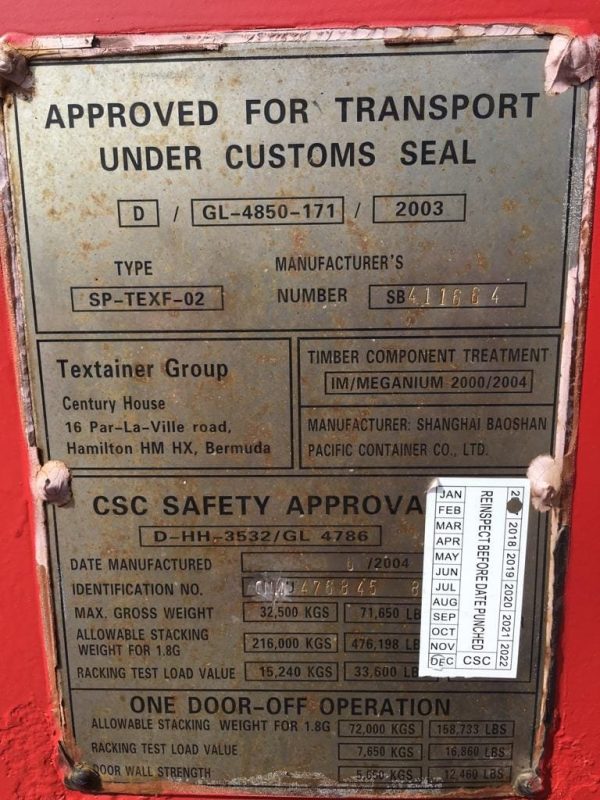 APPROVED FOR TRANSPORT
UNDER CUSTOMS SEAL
D / GL-4850-171 / 2003
TYPE
SP-TEXF-02
MANUFACTURER'S
NUMBER SB411664
Textainer Group
Century House
16 Par-La-Ville road,
Hamilton HM HX, Bermuda
TIMBER COMPONENT TREATMENT
IM/MEGANIUM 2000/2004
MANUFACTURER: SHANGHAI BAOSHAN
PACIFIC CONTAINER CO., LTD.
CSC SAFETY APPROVA
D-HH-3532/GL 4786
DATE MANUFACTURED /2004
IDENTIFICATION NO.
MAX. GROSS WEIGHT 32,500 KGS 71,650 LB
ALLOWABLE STACKING
WEIGHT FOR 1.8G 216,000 KGS 476,198 LB
RACKING TEST LOAD VALUE 15,240 KGS 33,600 LB
JAN
FEB
MAR
APR
MAY
JUN
JUL
AUG
SEP
OCT
NOV
DEC
REINSPECT BEFORE DATE PUNCHED
CSC
2018 2019 2020 2021 2022
ONE DOOR-OFF OPERATION
ALLOWABLE STACKING WEIGHT FOR 1.8G 72,000 KGS 158,733 LBS
RACKING TEST LOAD VALUE 7,650 KGS 16,860 LBS
DOOR WALL STRENGTH 5,650 KGS 12,460 LBS